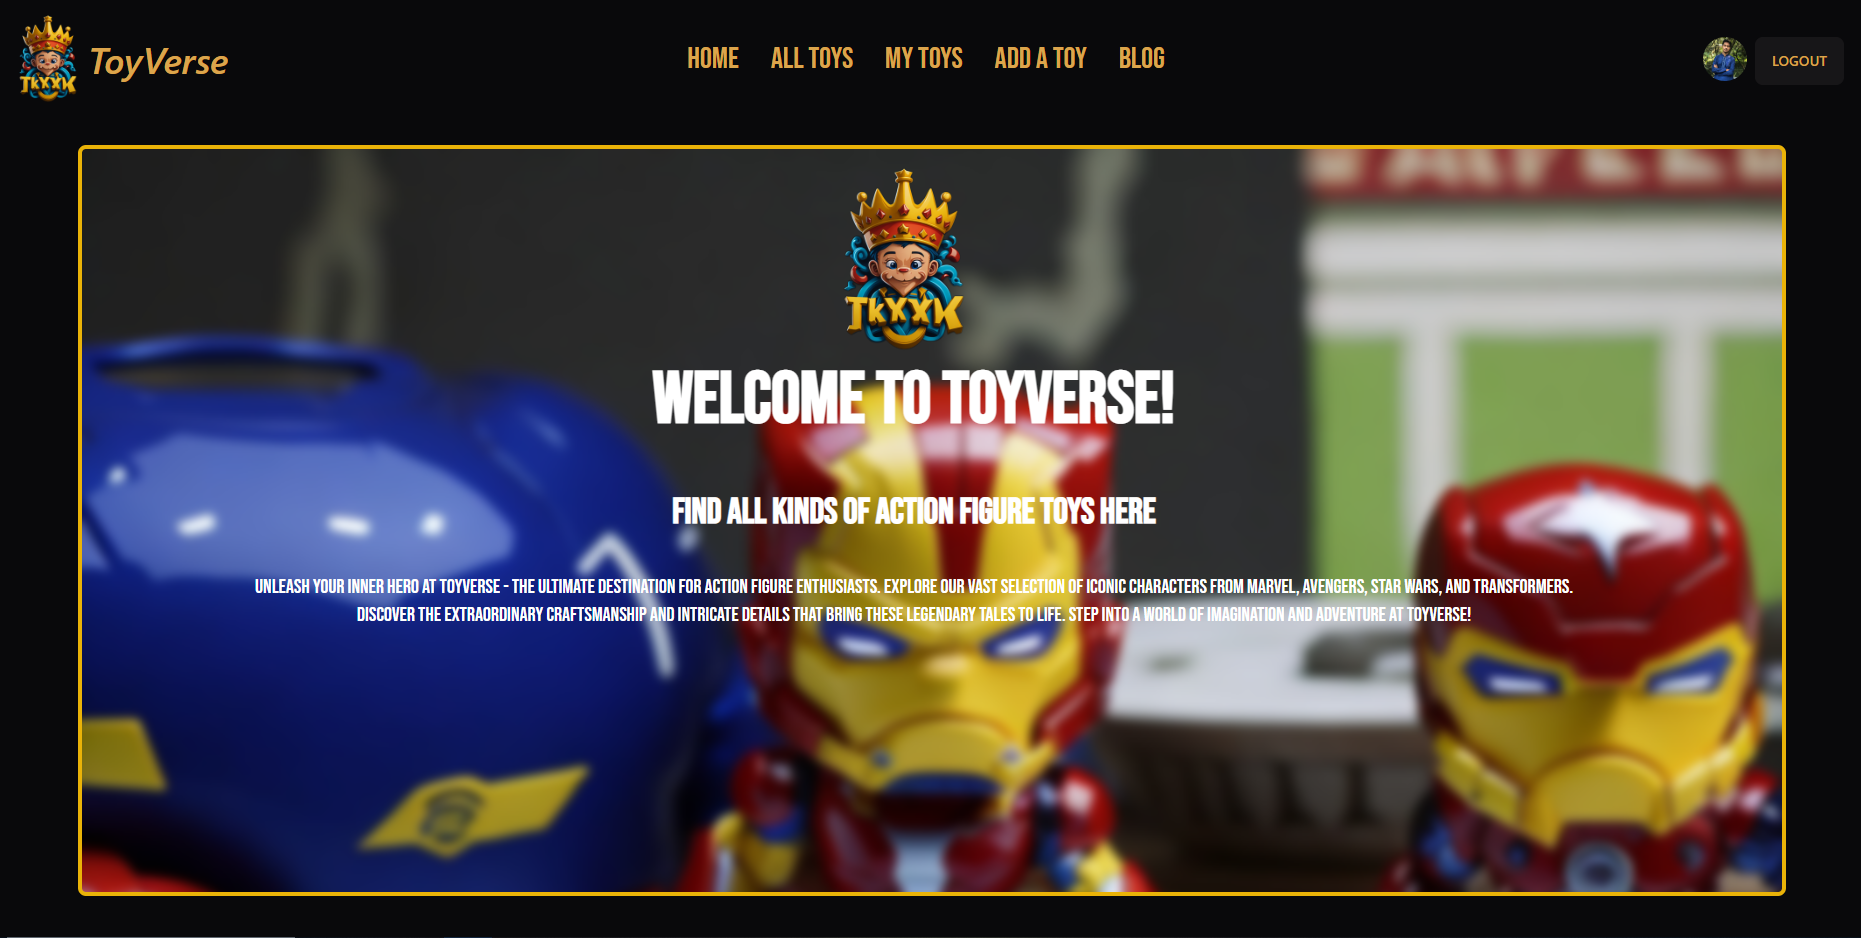 TKXXK
ToyVerse
HOME
ALL TOYS
MY TOYS
ADD A TOY
BLOG
LOGOUT
TKXXK
WELCOME TO TOYVERSE!
FIND ALL KINDS OF ACTION FIGURE TOYS HERE
UNLEASH YOUR INNER HERO AT TOYVERSE - THE ULTIMATE DESTINATION FOR ACTION FIGURE ENTHUSIASTS. EXPLORE OUR VAST SELECTION OF ICONIC CHARACTERS FROM MARVEL, AVENGERS, STAR WARS, AND TRANSFORMERS.
DISCOVER THE EXTRAORDINARY CRAFTSMANSHIP AND INTRICATE DETAILS THAT BRING THESE LEGENDARY TALES TO LIFE. STEP INTO A WORLD OF IMAGINATION AND ADVENTURE AT TOYVERSE!